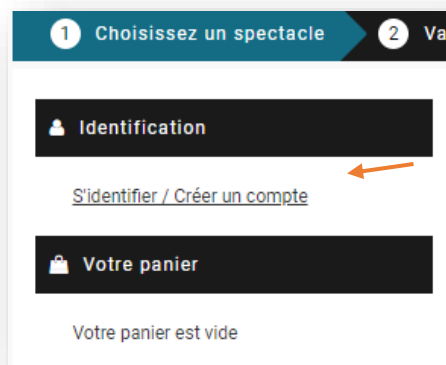 1 Choisissez un spectacle 2 Va
Identification
S'identifier / Créer un compte
Votre panier
Votre panier est vide